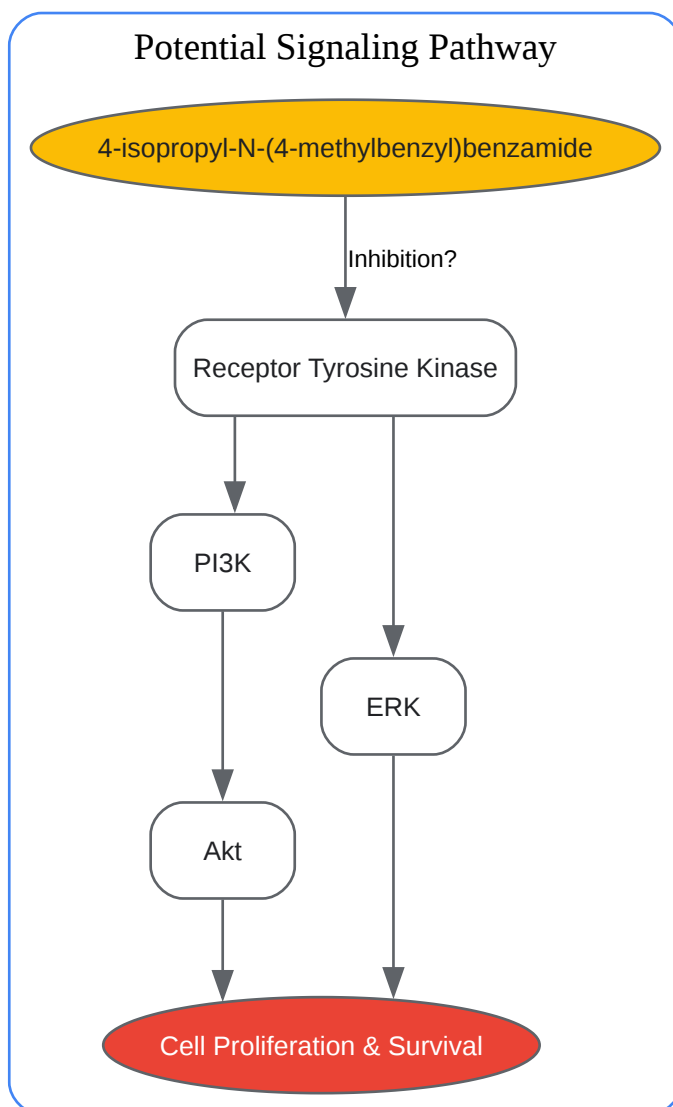 Potential Signaling Pathway
4-isopropyl-N-(4-methylbenzyl)benzamide
Inhibition?
Receptor Tyrosine Kinase
PI3K
ERK
Akt
Cell Proliferation & Survival